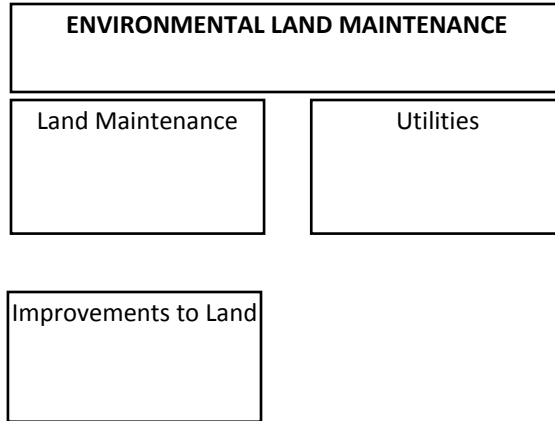 ENVIRONMENTAL LAND MAINTENANCE
Land Maintenance
Utilities
Improvements to Land